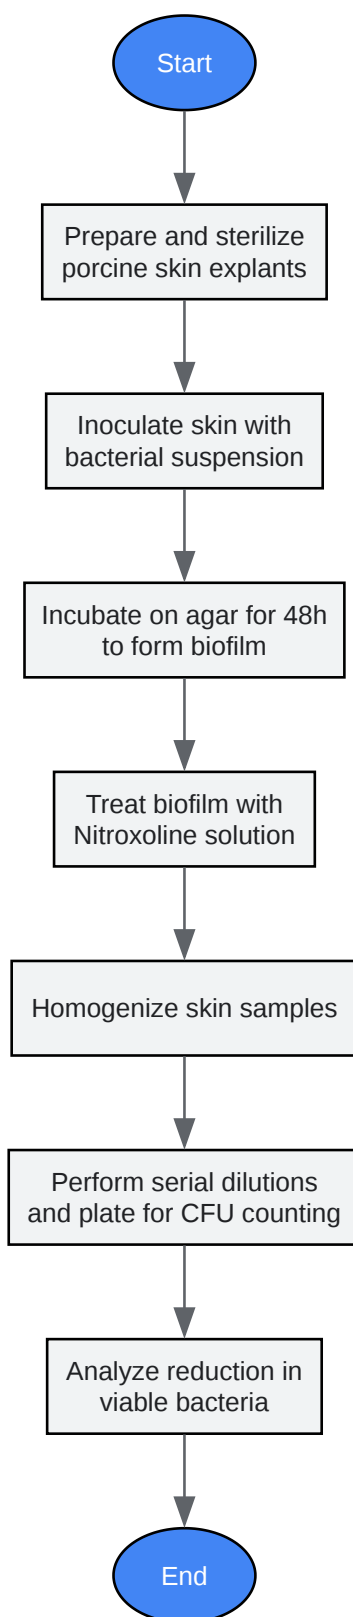 Start
Prepare and sterilize
porcine skin explants
Inoculate skin with
bacterial suspension
Incubate on agar for 48h
to form biofilm
Treat biofilm with
Nitroxoline solution
Homogenize skin samples
Perform serial dilutions
and plate for CFU counting
Analyze reduction in
viable bacteria
End